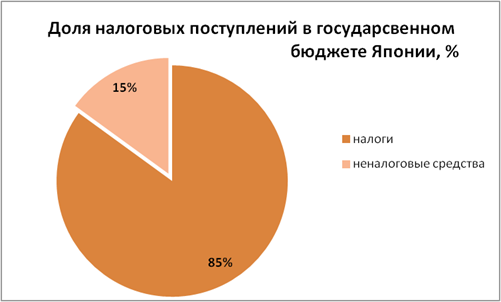 Доля налоговых поступлений в государсвенном
бюджете Японии, %
15%
налоги
неналоговые средства
85%